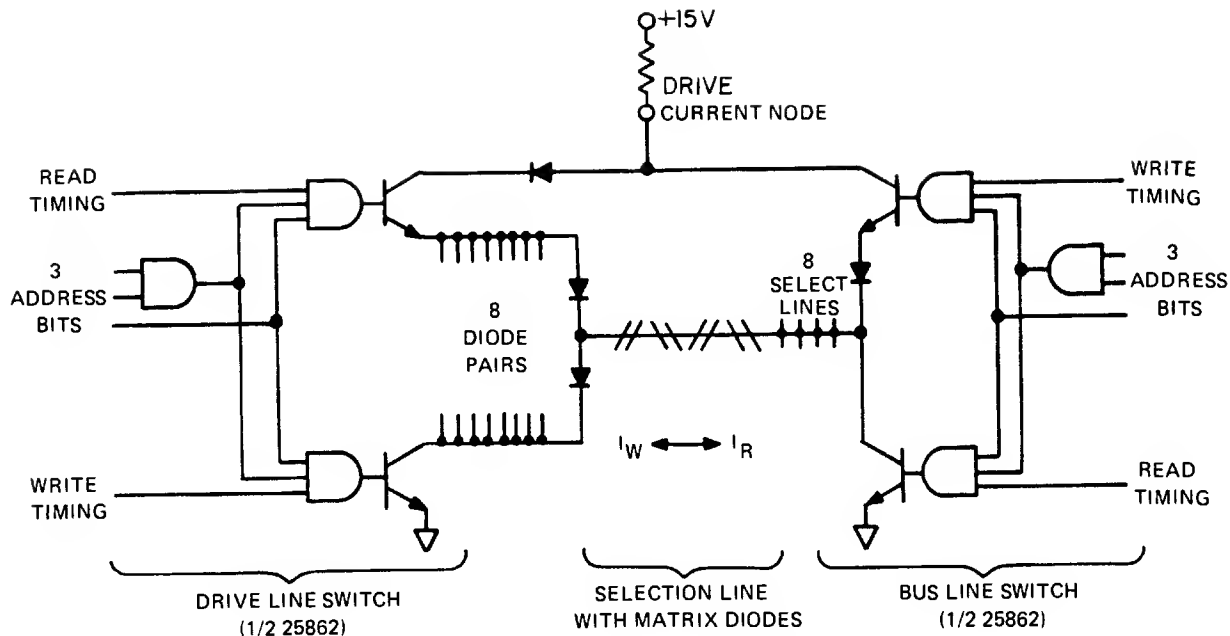 +15V
DRIVE
CURRENT NODE
READ
TIMING
WRITE
TIMING
3
ADDRESS
BITS
8
DIODE
PAIRS
8
SELECT
LINES
3
ADDRESS
BITS
I_W
I_R
WRITE
TIMING
READ
TIMING
DRIVE LINE SWITCH
(1/2 25862)
SELECTION LINE
WITH MATRIX DIODES
BUS LINE SWITCH
(1/2 25862)